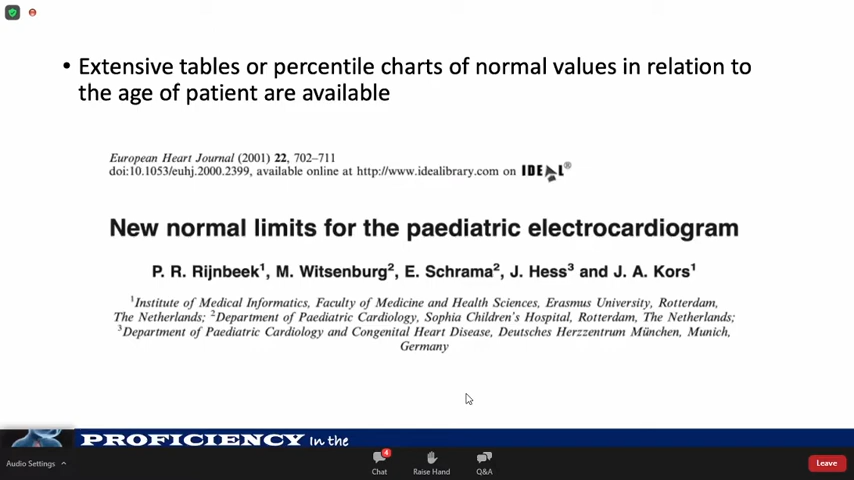 • Extensive tables or percentile charts of normal values in relation to
the age of patient are available
European Heart Journal (2001) 22, 702–711
doi:10.1053/euhj.2000.2399, available online at http://www.idealibrary.com on IDEAL®
New normal limits for the paediatric electrocardiogram
P. R. Rijnbeek¹, M. Witsenburg², E. Schrama², J. Hess³ and J. A. Kors¹
¹Institute of Medical Informatics, Faculty of Medicine and Health Sciences, Erasmus University, Rotterdam,
The Netherlands; ²Department of Paediatric Cardiology, Sophia Children's Hospital, Rotterdam, The Netherlands;
³Department of Paediatric Cardiology and Congenital Heart Disease, Deutsches Herzzentrum München, Munich,
Germany
PROFICIENCY In the
Audio Settings
4
Chat
Raise Hand
Q&A
Leave